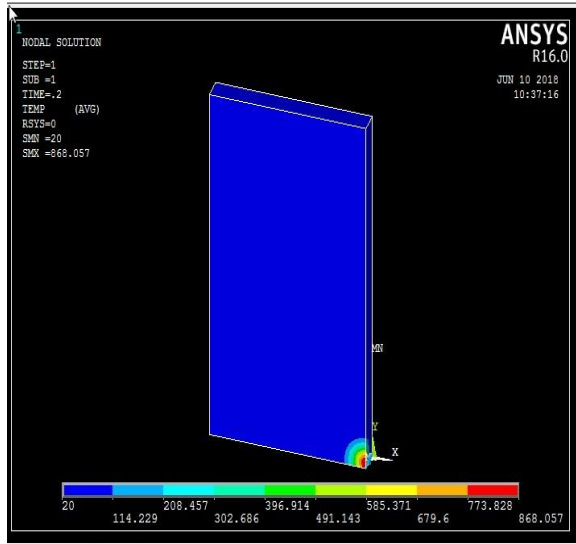 1
NODAL SOLUTION
STEP=1
SUB =1
TIME=.2
TEMP (AVG)
RSYS=0
SMN =20
SMX =868.057
ANSYS
R16.0
JUN 10 2018
10:37:16
MN
Y
X
20 208.457 396.914 585.371 773.828
114.229 302.686 491.143 679.6 868.057